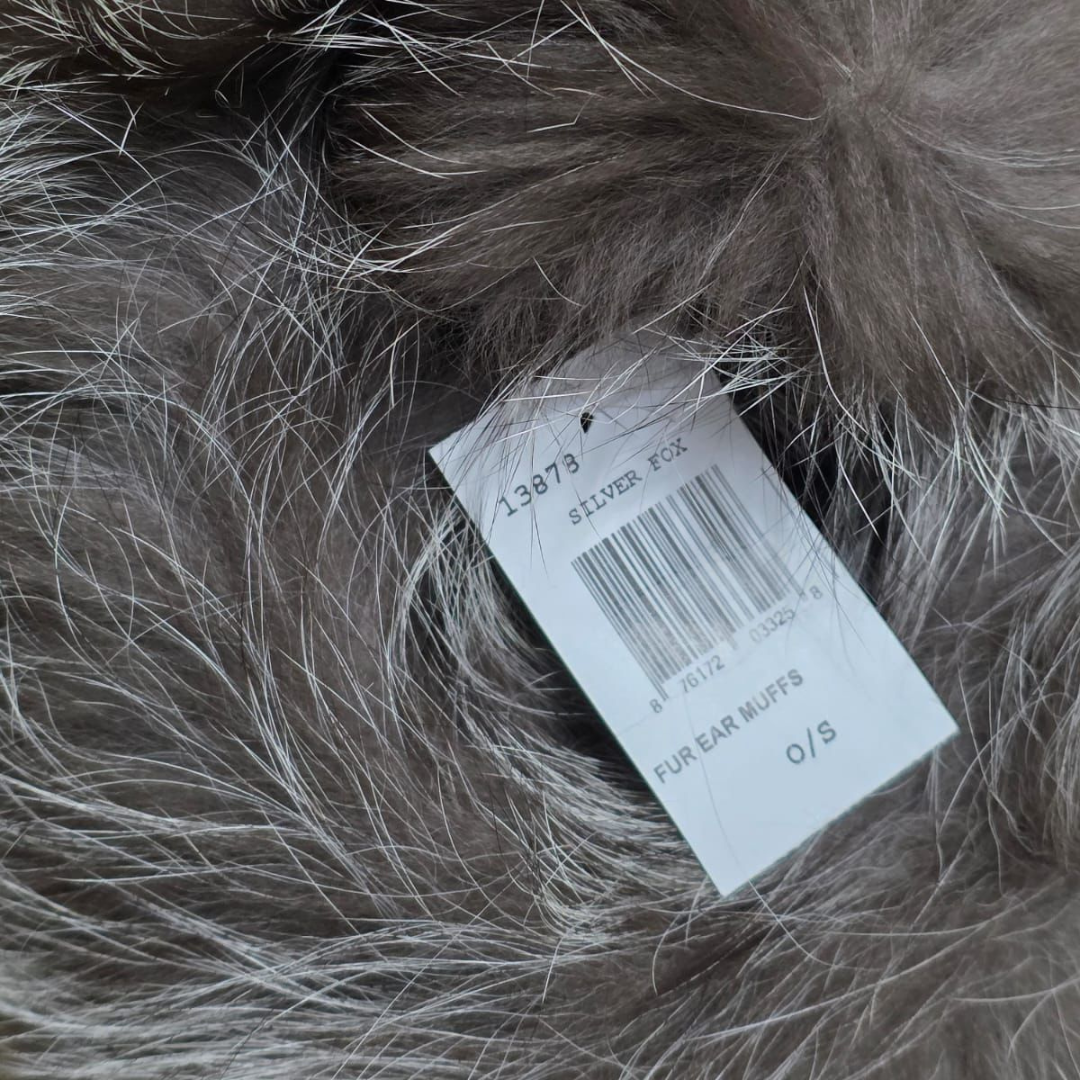 13878
SILVER FOX
8 76172 03325 8
FUR EAR MUFFS
O/S